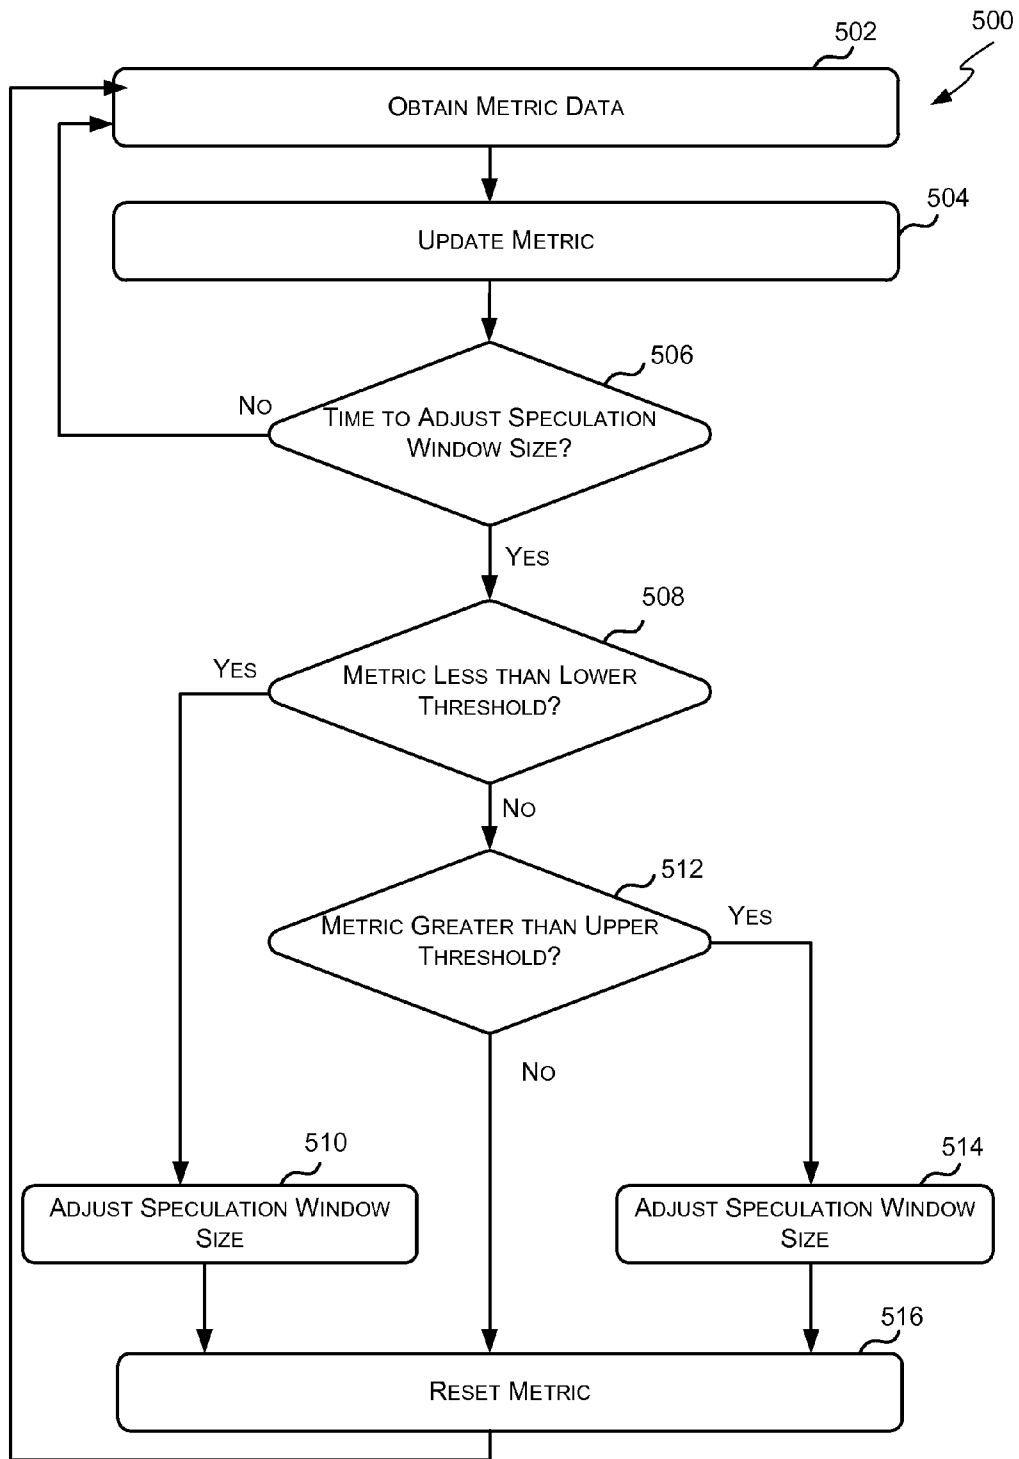 500
502
OBTAIN METRIC DATA
504
UPDATE METRIC
506
NO
TIME TO ADJUST SPECULATION
WINDOW SIZE?
YES
508
YES
METRIC LESS THAN LOWER
THRESHOLD?
NO
512
METRIC GREATER THAN UPPER
THRESHOLD?
YES
NO
510
ADJUST SPECULATION WINDOW
SIZE
514
ADJUST SPECULATION WINDOW
SIZE
516
RESET METRIC